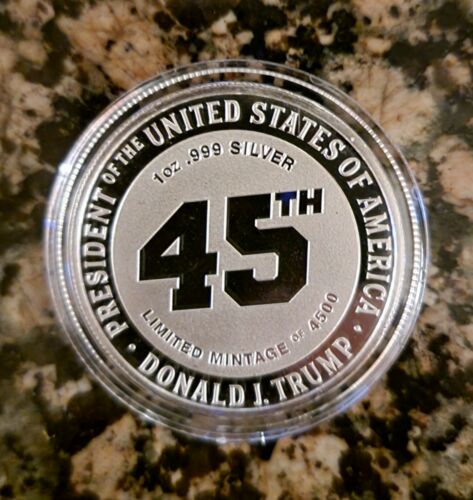 PRESIDENT OF THE UNITED STATES OF AMERICA
1oz .999 SILVER
45TH
LIMITED MINTAGE OF 4500
DONALD J. TRUMP